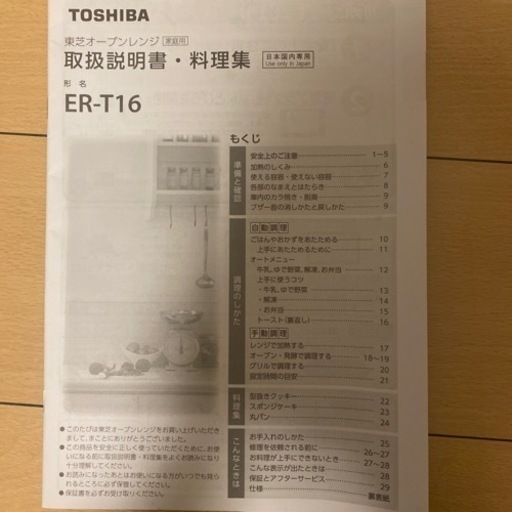 TOSHIBA
東芝オーブンレンジ 家庭用
取扱説明書・料理集
日本国内専用
Use only in Japan
形名
ER-T16
もくじ
準備と確認
安全上のご注意 1~5
加熱のしくみ 6
使える容器・使えない容器 7
各部のなまえとはたらき 8
庫内のカラ焼き・脱臭 9
ブザー音の消しかたと戻しかた 9
調理のしかた
自動調理
ごはんやおかずをあたためる 10
上手にあたためるために 11
オートメニュー
牛乳、ゆで野菜、解凍、お弁当 12
上手に使うコツ
・牛乳、ゆで野菜 13
・解凍 14
・お弁当 15
トースト(裏返し) 16
手動調理
レンジで加熱する 17
オーブン・発酵で調理する 18~19
グリルで調理する 20
設定時間の目安 21
料理集
型抜きクッキー 22
スポンジケーキ 23
丸パン 24
こんなときは
お手入れのしかた 25
修理を依頼される前に 26~27
お料理が上手にできないとき 27~28
こんな表示が出たときは 28
保証とアフターサービス 29
仕様 裏表紙
● このたびは東芝オーブンレンジをお買い上げいただき
まして、まことにありがとうございました。
● この商品を安全に正しく使っていただくために、お使
いになる前に取扱説明書・料理集をよくお読みになり
十分理解してください。
● お読みになったあとはお使いになる方がいつでも見
られるところに必ず保管してください。
● 保証書を必ずお受け取りください。